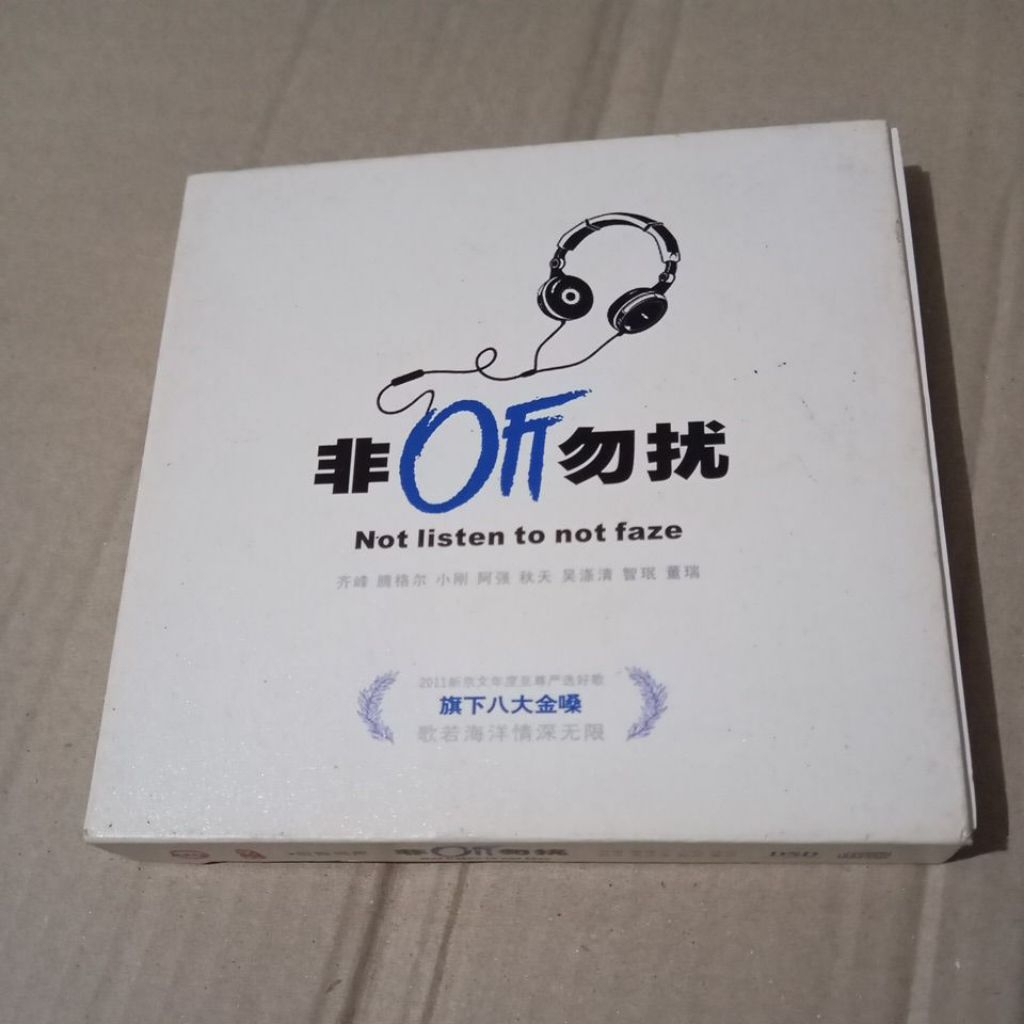 非听勿扰
Not listen to not faze
齐峰 腾格尔 小刚 阿强 秋天 吴涤清 智珉 董瑞
2011新京文年度至尊严选好歌
旗下八大金嗓
歌若海洋情深无限
非听勿扰
DSD